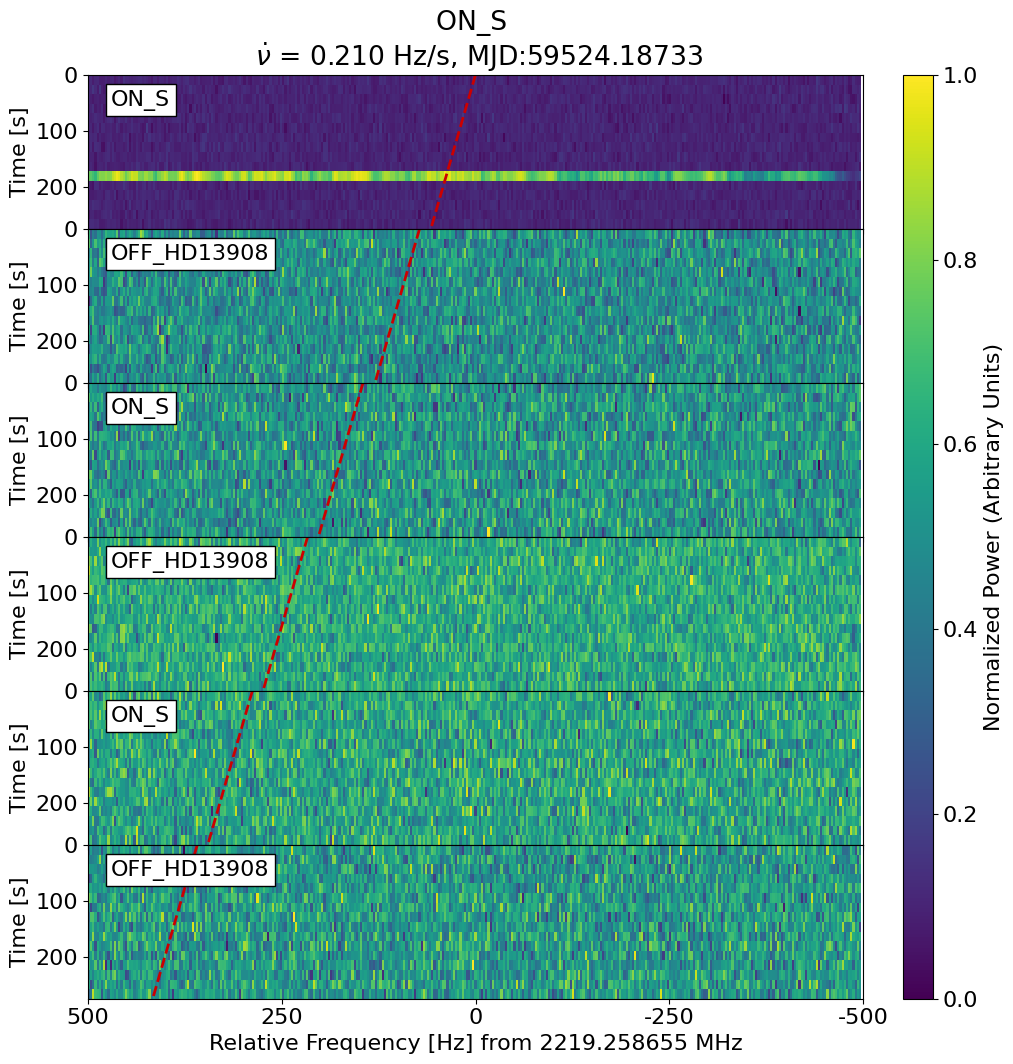 ON_S
ν̇ = 0.210 Hz/s, MJD:59524.18733
ON_S
Time [s]
0
100
200
OFF_HD13908
Time [s]
0
100
200
ON_S
Time [s]
0
100
200
OFF_HD13908
Time [s]
0
100
200
ON_S
Time [s]
0
100
200
OFF_HD13908
Time [s]
0
100
200
500
250
0
-250
-500
Relative Frequency [Hz] from 2219.258655 MHz
1.0
0.8
0.6
0.4
0.2
0.0
Normalized Power (Arbitrary Units)